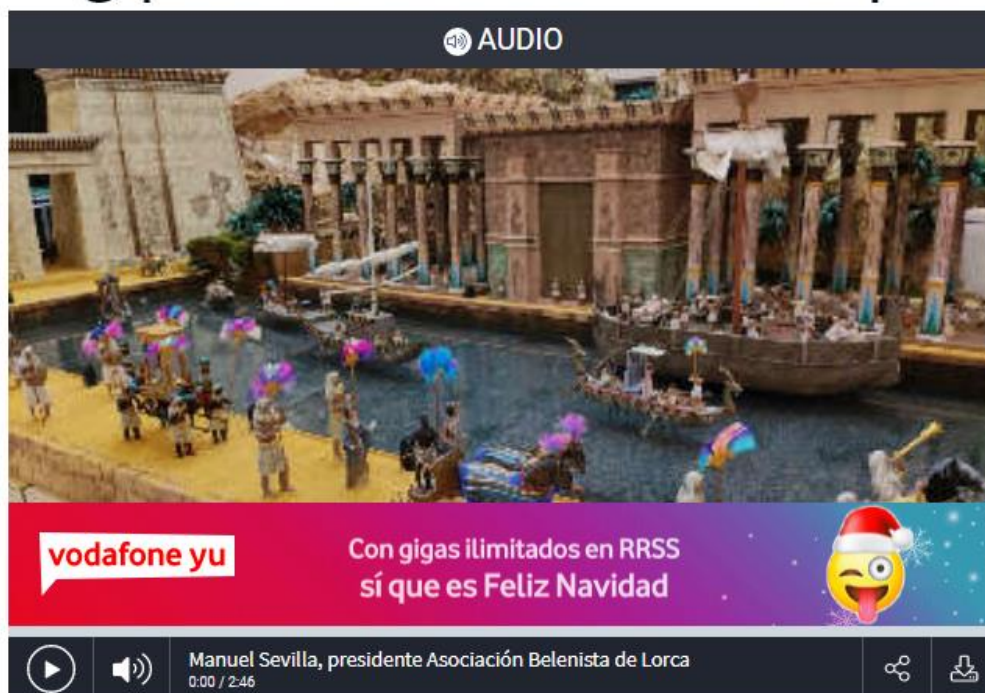 AUDIO
vodafone yu
Con gigas ilimitados en RRSS
sí que es Feliz Navidad
Manuel Sevilla, presidente Asociación Belenista de Lorca
0:00 / 2:46